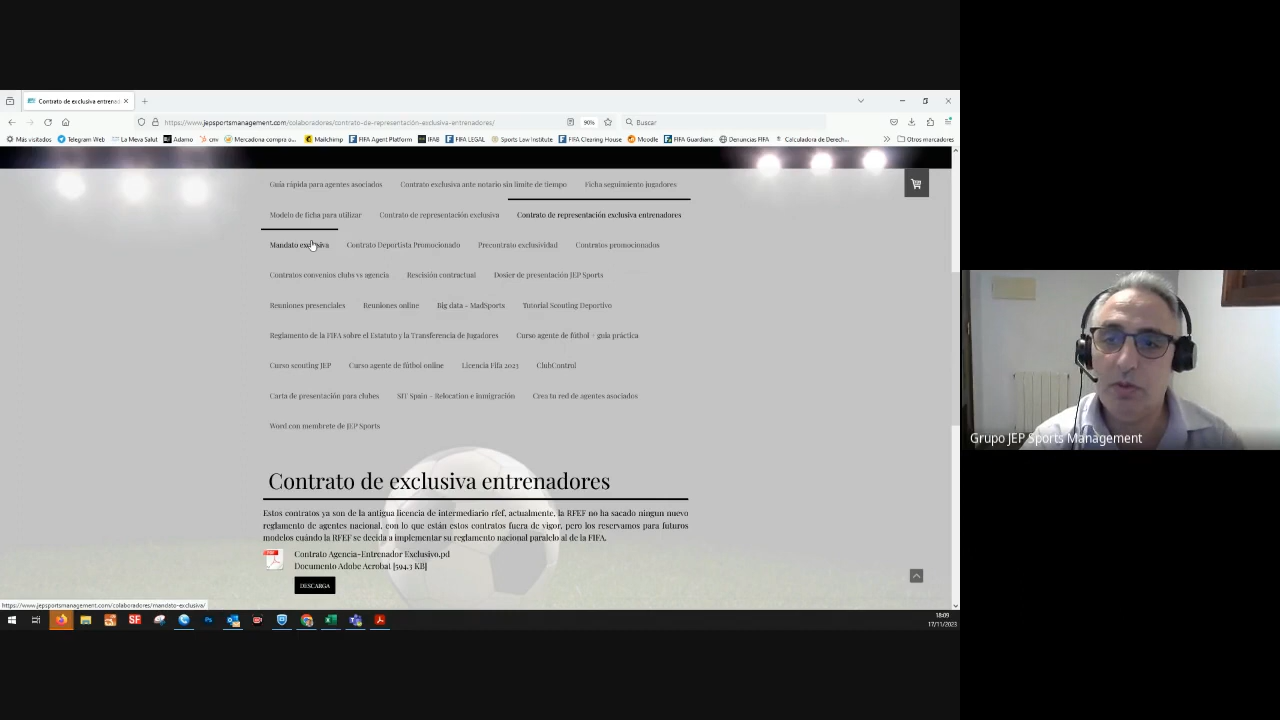 Contrato de exclusiva entrenad
https://www.jepsportsmanagement.com/colaboradores/contrato-de-representación-exclusiva-entrenadores/
90%
Buscar
Más visitados
Telegram Web
La Meva Salut
Adamo
cnv
Mercadona compra o...
Mailchimp
FIFA Agent Platform
IFAB
FIFA LEGAL
Sports Law Institute
FIFA Clearing House
Moodle
FIFA Guardians
Denuncias FIFA
Calculadora de Derech...
Otros marcadores
Guía rápida para agentes asociados Contrato exclusiva ante notario sin limite de tiempo Ficha seguimiento jugadores
Modelo de ficha para utilizar Contrato de representación exclusiva Contrato de representación exclusiva entrenadores
Mandato exclusiva Contrato Deportista Promocionado Precontrato exclusividad Contratos promocionados
Contratos convenios clubs vs agencia Rescisión contractual Dosier de presentación JEP Sports
Reuniones presenciales Reuniones online Big data - MadSports Tutorial Scouting Deportivo
Reglamento de la FIFA sobre el Estatuto y la Transferencia de Jugadores Curso agente de fútbol + guía práctica
Curso scouting JEP Curso agente de fútbol online Licencia Fifa 2023 ClubControl
Carta de presentación para clubes SIT Spain - Relocation e inmigración Crea tu red de agentes asociados
Word con membrete de JEP Sports
Contrato de exclusiva entrenadores
Estos contratos ya son de la antigua licencia de intermediario rfef, actualmente, la RFEF no ha sacado ningun nuevo
reglamento de agentes nacional, con lo que están estos contratos fuera de vigor, pero los reservamos para futuros
modelos cuándo la RFEF se decida a implementar su reglamento nacional paralelo al de la FIFA.
Contrato Agencia-Entrenador Exclusivo.pd
Documento Adobe Acrobat [594.3 KB]
DESCARGA
https://www.jepsportsmanagement.com/colaboradores/mandato-exclusiva/
18:09
17/11/2023
Grupo JEP Sports Management